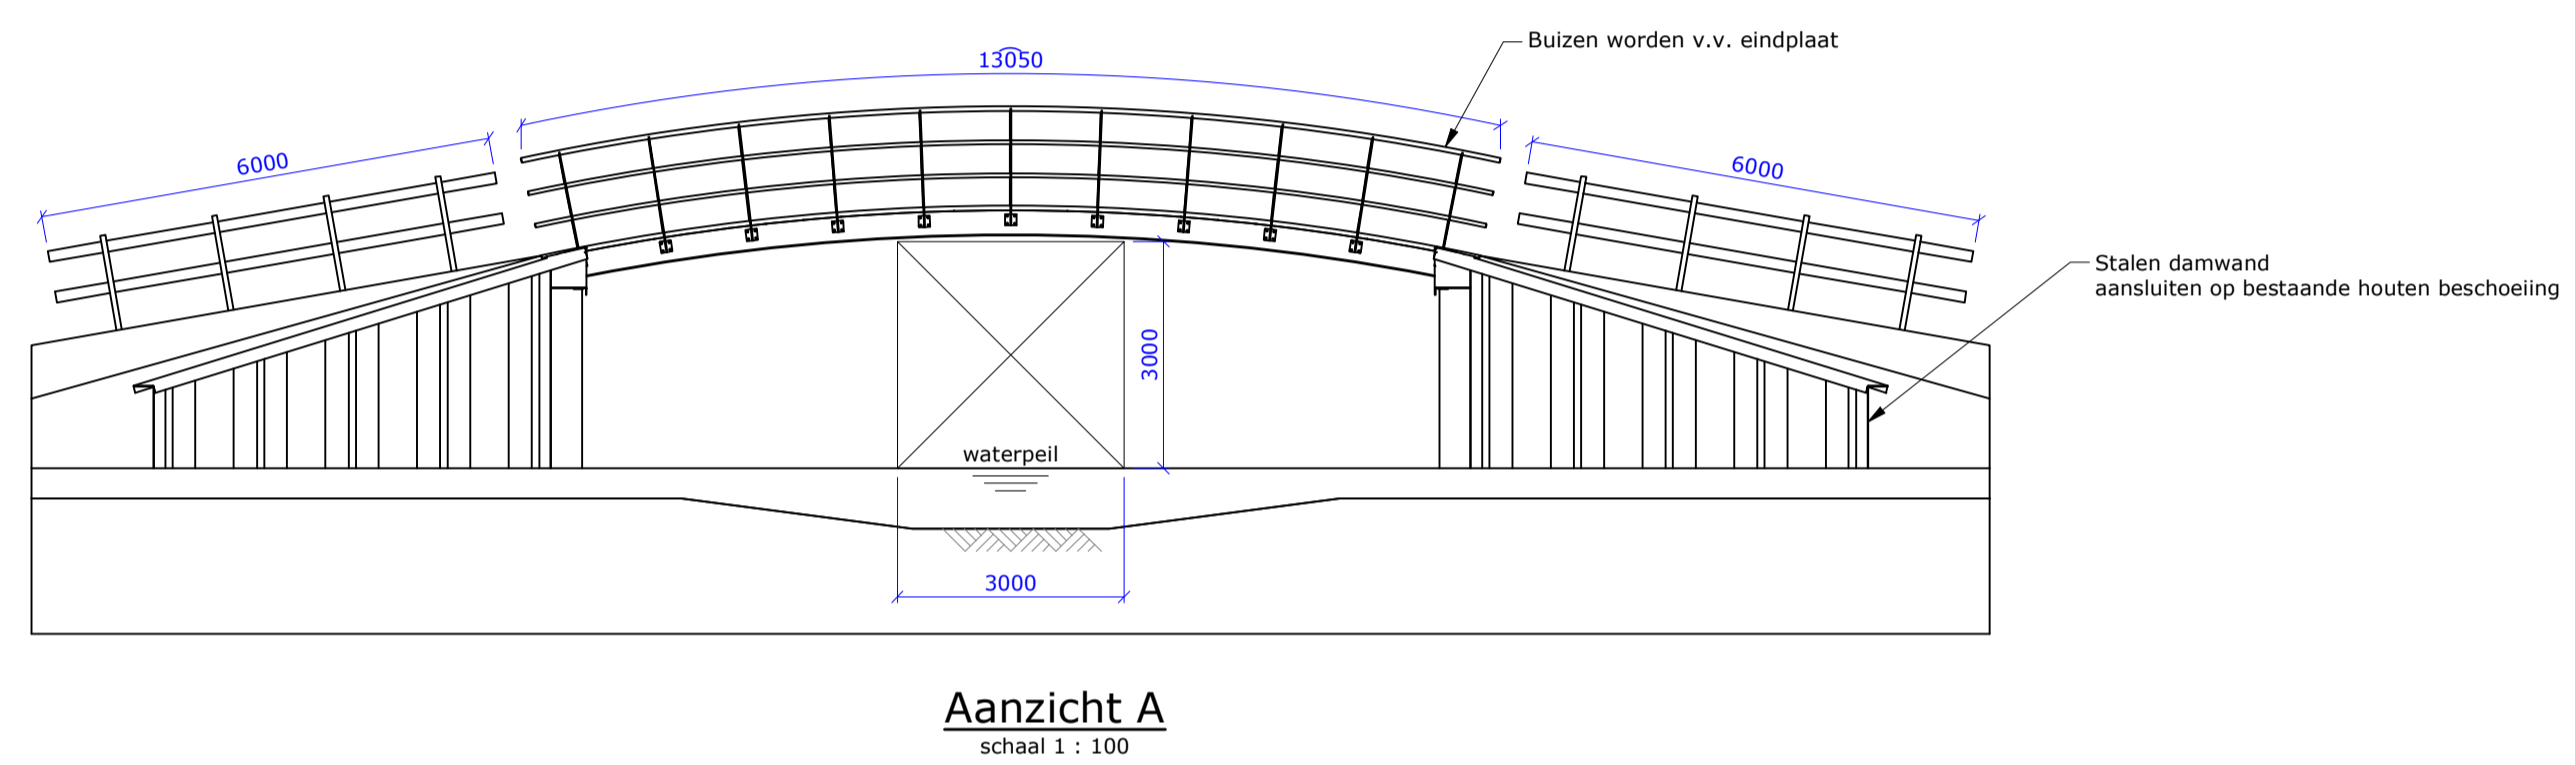 Buizen worden v.v. eindplaat
13050
6000
6000
Stalen damwand
aansluiten op bestaande houten beschoeiing
3000
waterpeil
3000
Aanzicht A
schaal 1 : 100